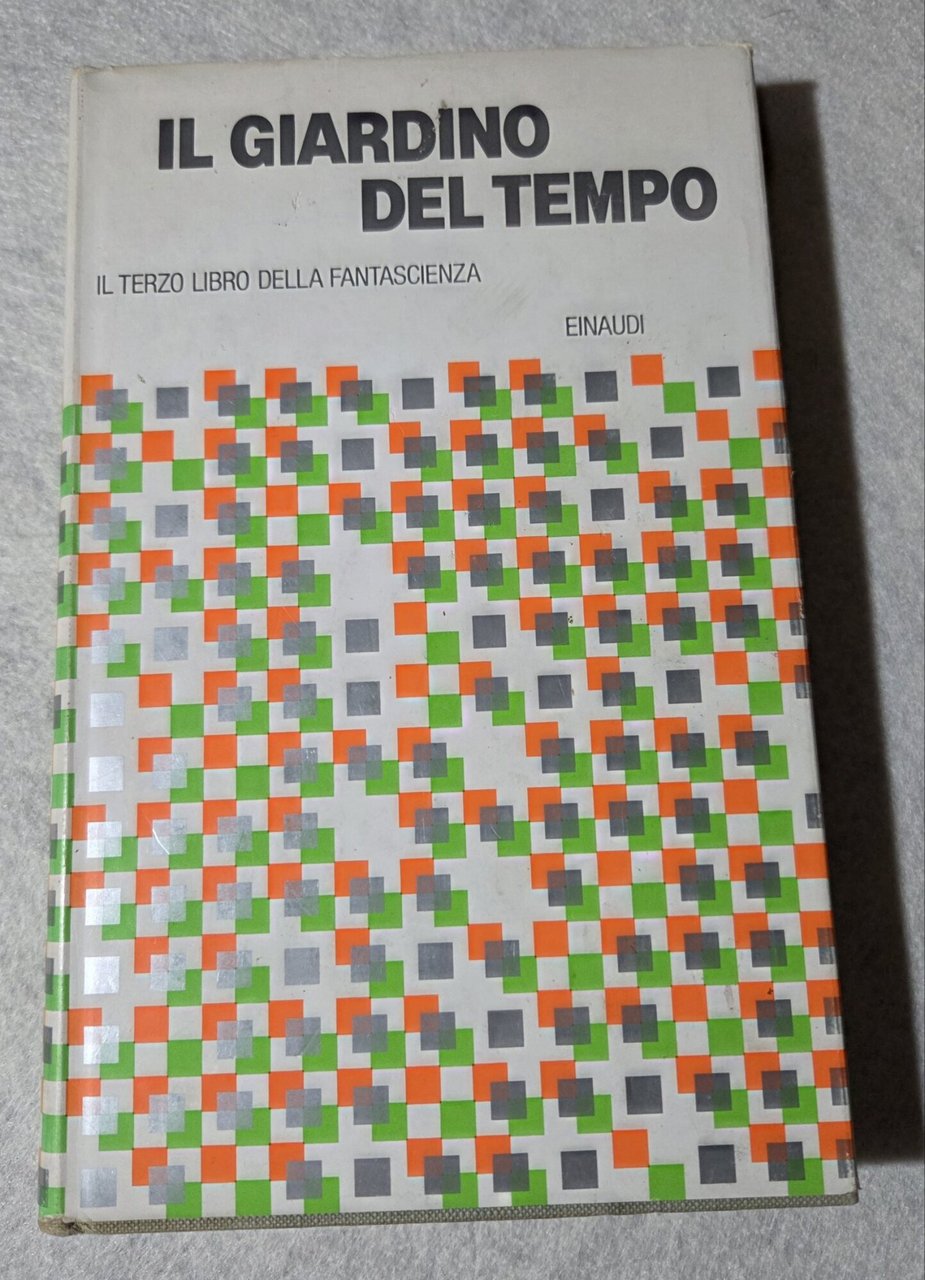 IL GIARDINO
DEL TEMPO
IL TERZO LIBRO DELLA FANTASCIENZA
EINAUDI